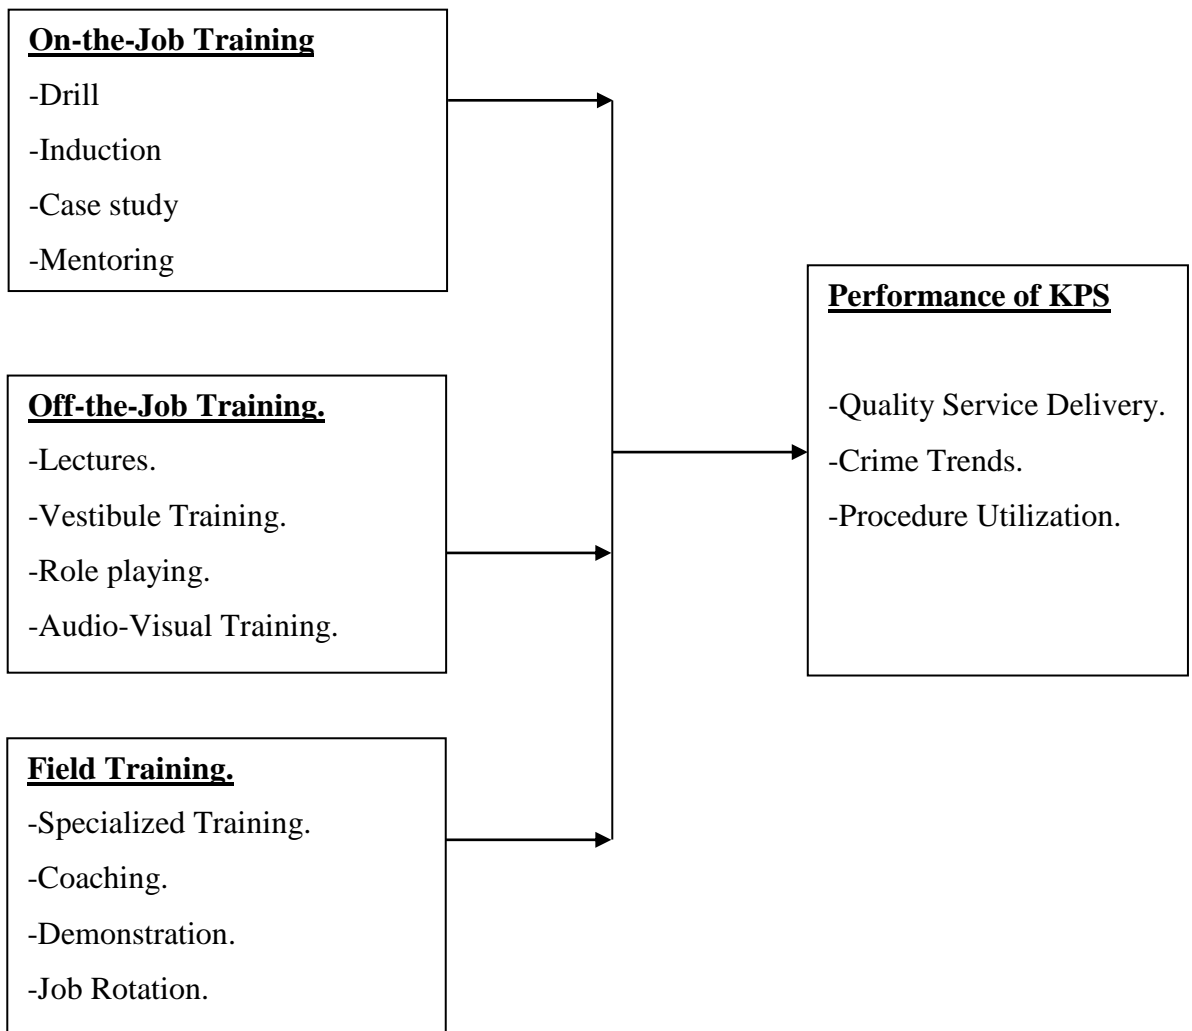 On-the-Job Training
-Drill
-Induction
-Case study
-Mentoring
Off-the-Job Training.
-Lectures.
-Vestibule Training.
-Role playing.
-Audio-Visual Training.
Field Training.
-Specialized Training.
-Coaching.
-Demonstration.
-Job Rotation.
Performance of KPS
-Quality Service Delivery.
-Crime Trends.
-Procedure Utilization.